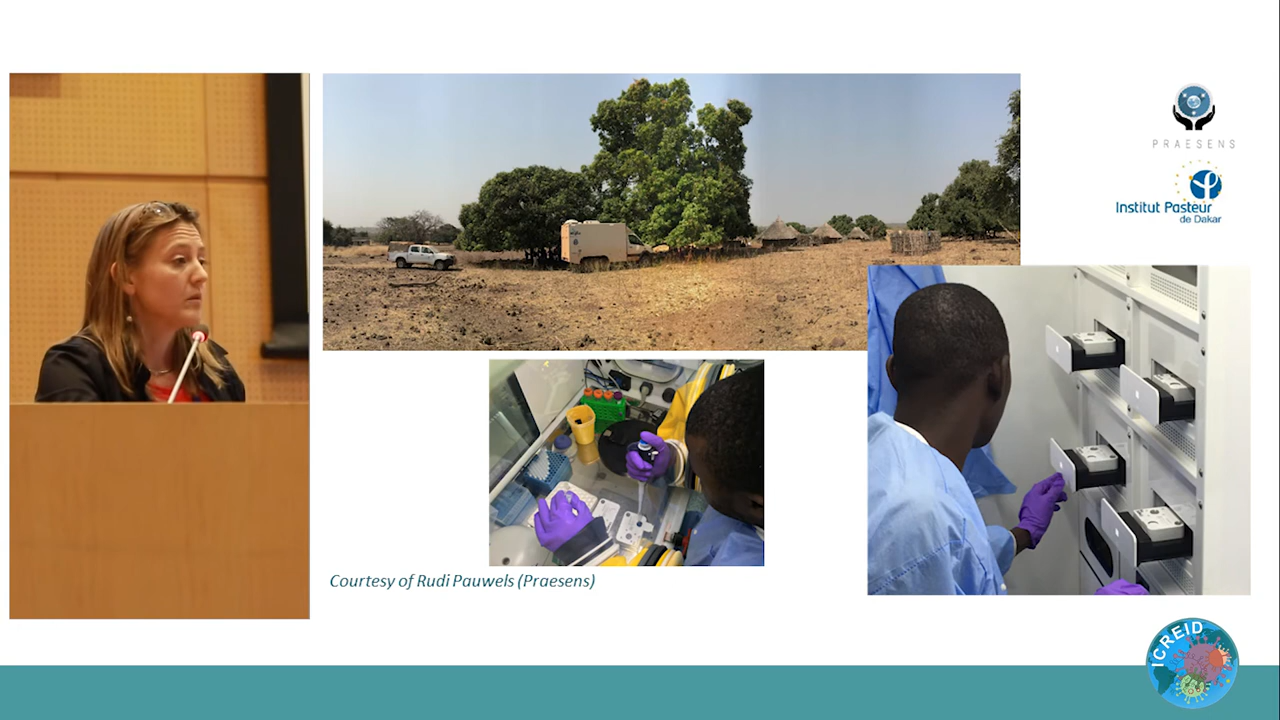 PRAESENS
Institut Pasteur
de Dakar
Courtesy of Rudi Pauwels (Praesens)
ICREID